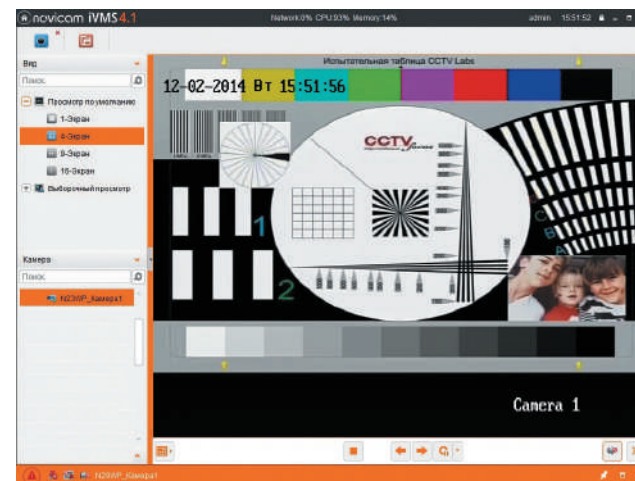 novicam iVMS4.1
Network:0% CPU:93% Memory:14%
admin 15:51:52
Вид
Поиск
Просмотр по умолчанию
1-Экран
4-Экран
9-Экран
16-Экран
Выборочный просмотр
Камера
Поиск
N23WP_Камера1
Испытательная таблица CCTV Labs
12-02-2014 Вт 15:51:56
CCTV
1
2
C
B
A
Camera 1